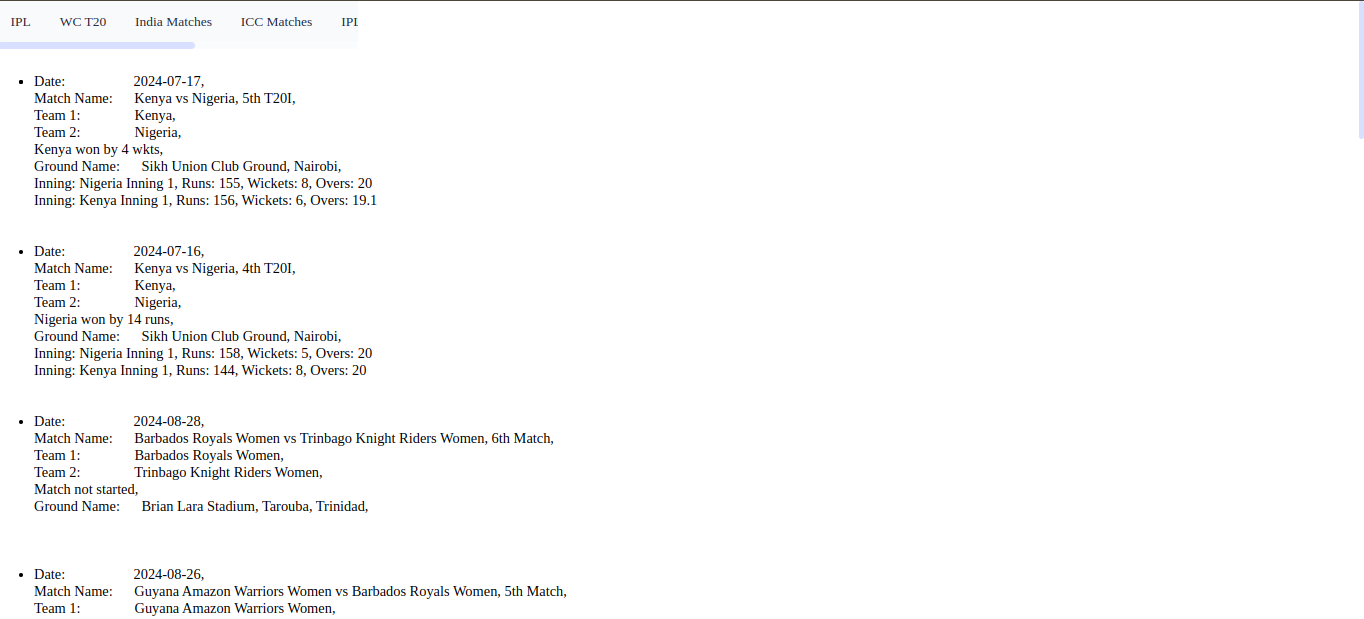 IPL WC T20 India Matches ICC Matches IPL
Date: 2024-07-17,
Match Name: Kenya vs Nigeria, 5th T20I,
Team 1: Kenya,
Team 2: Nigeria,
Kenya won by 4 wkts,
Ground Name: Sikh Union Club Ground, Nairobi,
Inning: Nigeria Inning 1, Runs: 155, Wickets: 8, Overs: 20
Inning: Kenya Inning 1, Runs: 156, Wickets: 6, Overs: 19.1
Date: 2024-07-16,
Match Name: Kenya vs Nigeria, 4th T20I,
Team 1: Kenya,
Team 2: Nigeria,
Nigeria won by 14 runs,
Ground Name: Sikh Union Club Ground, Nairobi,
Inning: Nigeria Inning 1, Runs: 158, Wickets: 5, Overs: 20
Inning: Kenya Inning 1, Runs: 144, Wickets: 8, Overs: 20
Date: 2024-08-28,
Match Name: Barbados Royals Women vs Trinbago Knight Riders Women, 6th Match,
Team 1: Barbados Royals Women,
Team 2: Trinbago Knight Riders Women,
Match not started,
Ground Name: Brian Lara Stadium, Tarouba, Trinidad,
Date: 2024-08-26,
Match Name: Guyana Amazon Warriors Women vs Barbados Royals Women, 5th Match,
Team 1: Guyana Amazon Warriors Women,